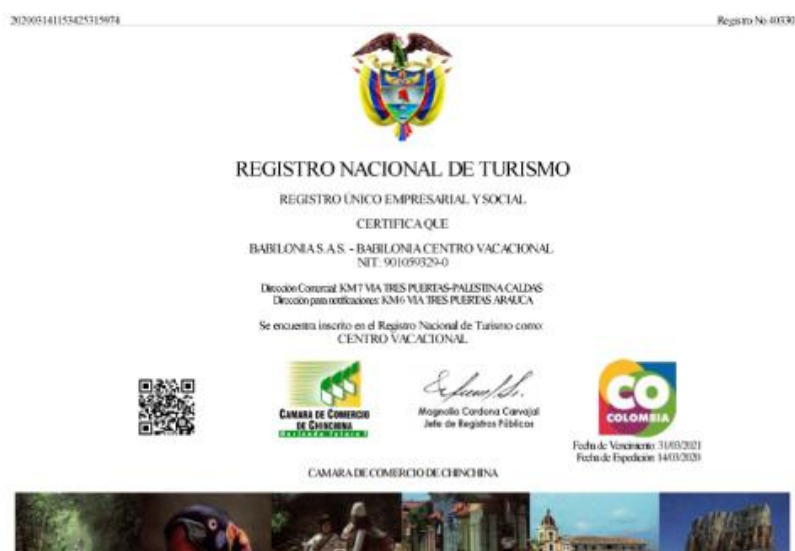 202003141153425315974
Registro No 40330
REGISTRO NACIONAL DE TURISMO
REGISTRO ÚNICO EMPRESARIAL Y SOCIAL
CERTIFICA QUE
BABILONIA S.A.S. - BABILONIA CENTRO VACACIONAL
NIT: 901059329-0
Dirección Comercial: KM 7 VIA TRES PUERTAS-PALESTINA CALDAS
Dirección para notificaciones: KM 6 VIA TRES PUERTAS ARAUCA
Se encuentra inscrito en el Registro Nacional de Turismo como:
CENTRO VACACIONAL
CAMARA DE COMERCIO
DE CHINCHINA
Haciendo futuro
Magnolia Cardona Carvajal
Jefe de Registros Públicos
CO
COLOMBIA
Fecha de Vencimiento: 31/03/2021
Fecha de Expedición: 14/03/2020
CAMARA DE COMERCIO DE CHINCHINA